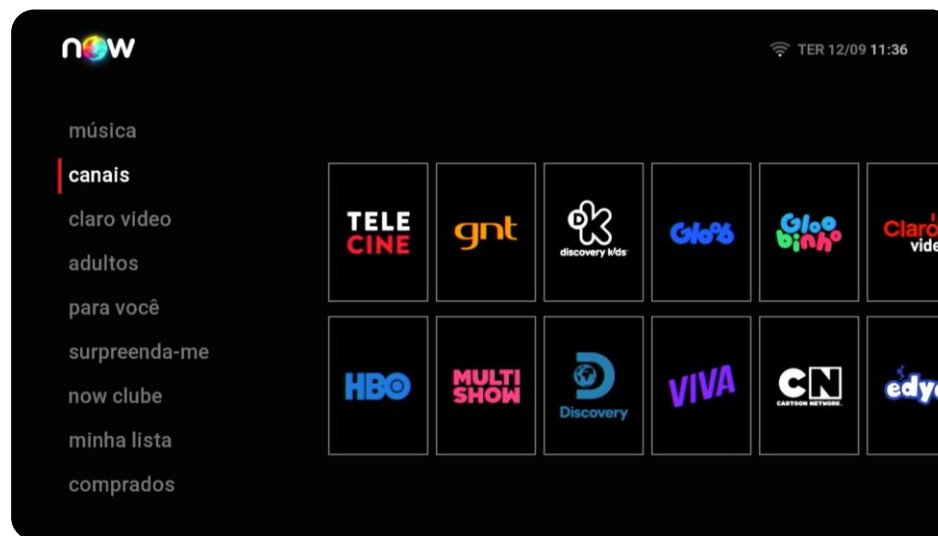 now
TER 12/09 11:36
música
canais
claro video
adultos
para você
surpreenda-me
now clube
minha lista
comprados
TELE
CINE
gnt
DK
discovery kids
Gloob
Gloo
binho
Claro
HBO
MULTI
SHOW
D
Discovery
VIVA
CN
CARTOON NETWORK